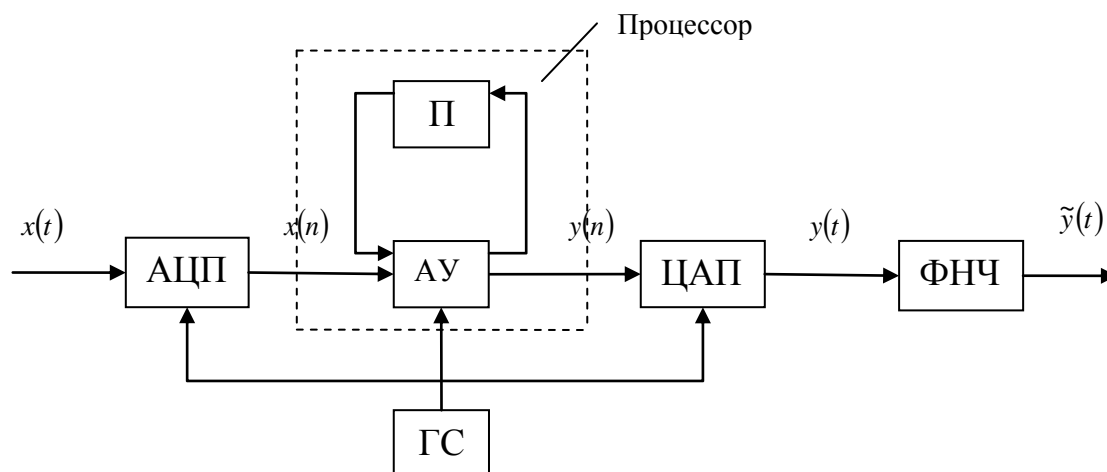 Процессор
П
x(t)
x(n)
y(n)
y(t)
ỹ(t)
АЦП
АУ
ЦАП
ФНЧ
ГС